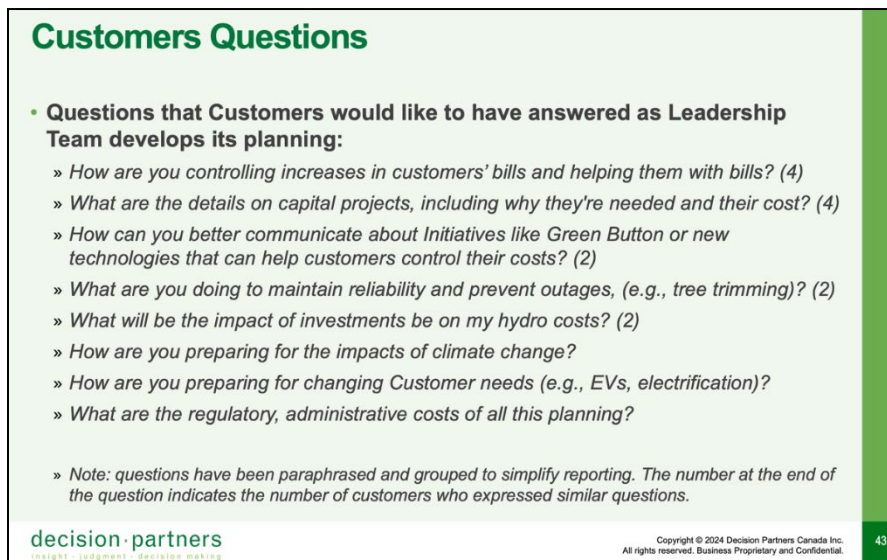 Customers Questions
• Questions that Customers would like to have answered as Leadership
Team develops its planning:
» How are you controlling increases in customers' bills and helping them with bills? (4)
» What are the details on capital projects, including why they're needed and their cost? (4)
» How can you better communicate about Initiatives like Green Button or new
technologies that can help customers control their costs? (2)
» What are you doing to maintain reliability and prevent outages, (e.g., tree trimming)? (2)
» What will be the impact of investments be on my hydro costs? (2)
» How are you preparing for the impacts of climate change?
» How are you preparing for changing Customer needs (e.g., EVs, electrification)?
» What are the regulatory, administrative costs of all this planning?
» Note: questions have been paraphrased and grouped to simplify reporting. The number at the end of
the question indicates the number of customers who expressed similar questions.
decision·partners
insight - judgment - decision making
Copyright © 2024 Decision Partners Canada Inc.
All rights reserved. Business Proprietary and Confidential.
43